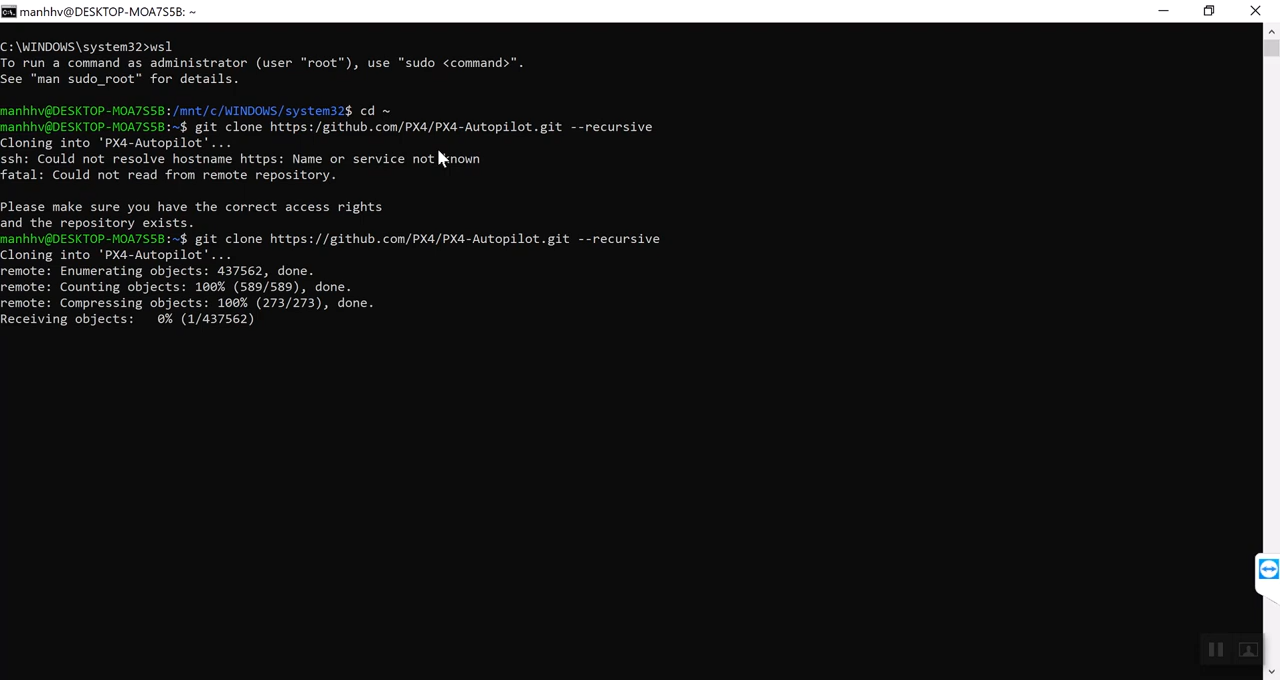 manhhv@DESKTOP-MOA7S5B: ~
C:\WINDOWS\system32>wsl
To run a command as administrator (user "root"), use "sudo <command>".
See "man sudo_root" for details.
manhhv@DESKTOP-MOA7S5B:/mnt/c/WINDOWS/system32$ cd ~
manhhv@DESKTOP-MOA7S5B:~$ git clone https:/github.com/PX4/PX4-Autopilot.git --recursive
Cloning into 'PX4-Autopilot'...
ssh: Could not resolve hostname https: Name or service not known
fatal: Could not read from remote repository.
Please make sure you have the correct access rights
and the repository exists.
manhhv@DESKTOP-MOA7S5B:~$ git clone https://github.com/PX4/PX4-Autopilot.git --recursive
Cloning into 'PX4-Autopilot'...
remote: Enumerating objects: 437562, done.
remote: Counting objects: 100% (589/589), done.
remote: Compressing objects: 100% (273/273), done.
Receiving objects:   0% (1/437562)